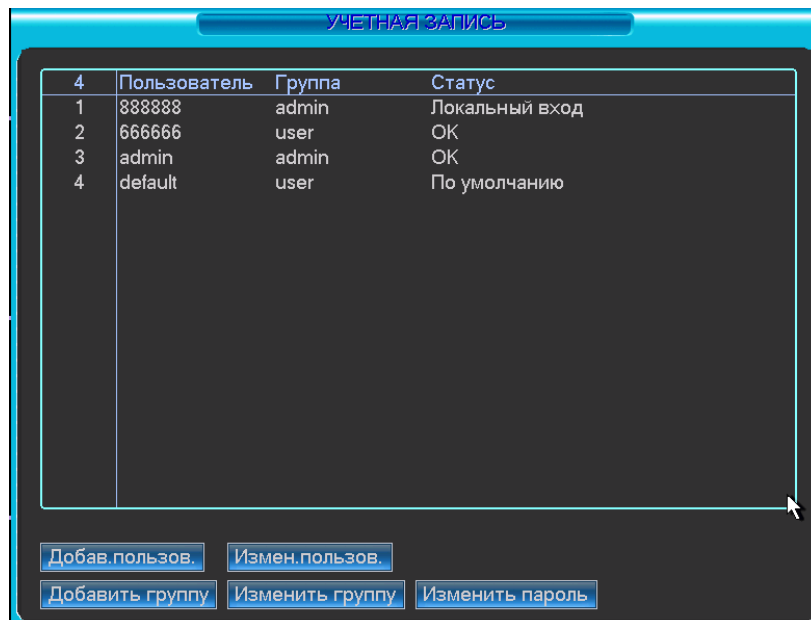 УЧЕТНАЯ ЗАПИСЬ
4 Пользователь Группа Статус
1 888888 admin Локальный вход
2 666666 user OK
3 admin admin OK
4 default user По умолчанию
Добав.пользов. Измен.пользов.
Добавить группу Изменить группу Изменить пароль